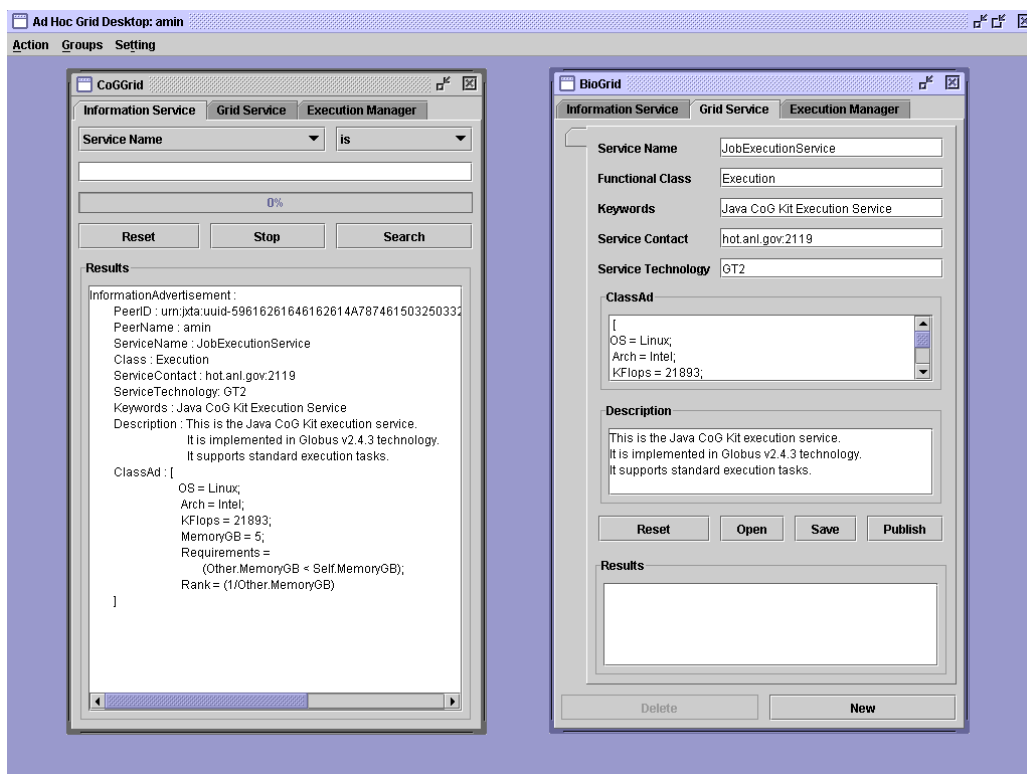 Ad Hoc Grid Desktop: amin
Action Groups Setting
CoGGrid
Information Service Grid Service Execution Manager
Service Name is
0%
Reset Stop Search
Results
InformationAdvertisement :
PeerID : urn:jxta:uuid-59616261646162614A787461503250332
PeerName : amin
ServiceName : JobExecutionService
Class : Execution
ServiceContact : hot.anl.gov:2119
ServiceTechnology: GT2
Keywords : Java CoG Kit Execution Service
Description : This is the Java CoG Kit execution service.
It is implemented in Globus v2.4.3 technology.
It supports standard execution tasks.
ClassAd : [
OS = Linux;
Arch = Intel;
KFlops = 21893;
MemoryGB = 5;
Requirements =
(Other.MemoryGB < Self.MemoryGB);
Rank = (1/Other.MemoryGB)
]
BioGrid
Information Service Grid Service Execution Manager
Service Name JobExecutionService
Functional Class Execution
Keywords Java CoG Kit Execution Service
Service Contact hot.anl.gov:2119
Service Technology GT2
ClassAd
[
OS = Linux;
Arch = Intel;
KFlops = 21893;
Description
This is the Java CoG Kit execution service.
It is implemented in Globus v2.4.3 technology.
It supports standard execution tasks.
Reset Open Save Publish
Results
Delete New